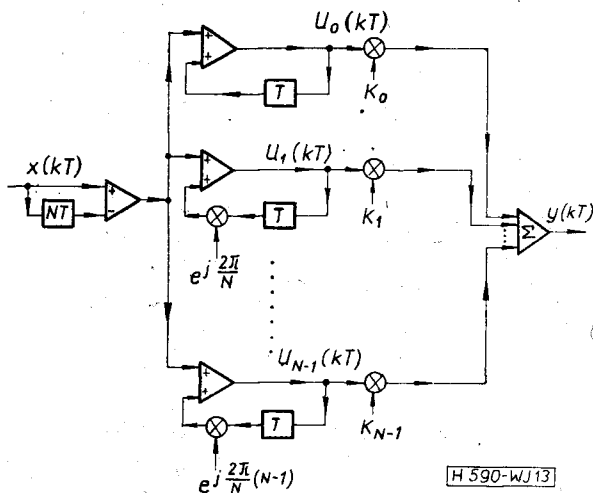 U₀(kT)
T
K₀
x(kT)
NT
U₁(kT)
T
K₁
e^{j 2π/N}
Σ
y(kT)
U_{N-1}(kT)
T
K_{N-1}
e^{j 2π/N (N-1)}
H 590-WJ13